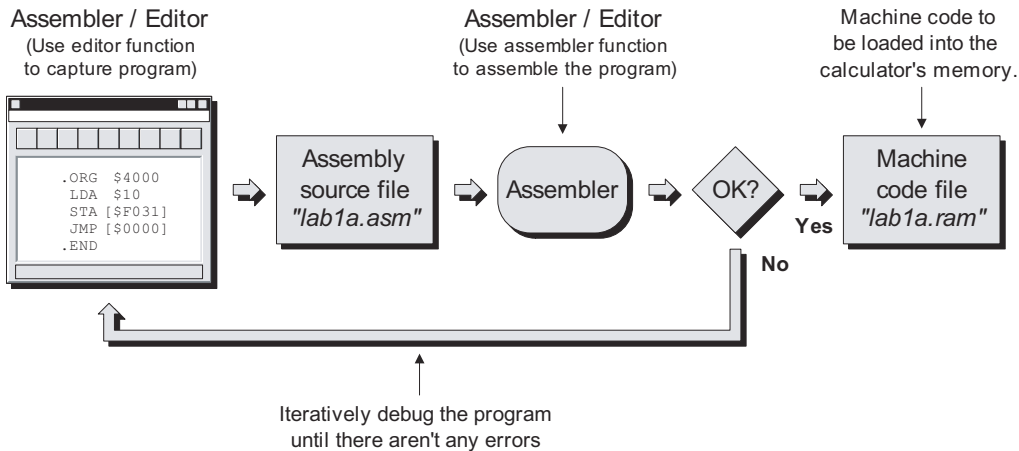 Assembler / Editor
(Use editor function
to capture program)
.ORG $4000
LDA $10
STA [$F031]
JMP [$0000]
.END
Assembly
source file
"lab1a.asm"
Assembler / Editor
(Use assembler function
to assemble the program)
Assembler
OK?
Yes
No
Machine code to
be loaded into the
calculator's memory.
Machine
code file
"lab1a.ram"
Iteratively debug the program
until there aren't any errors